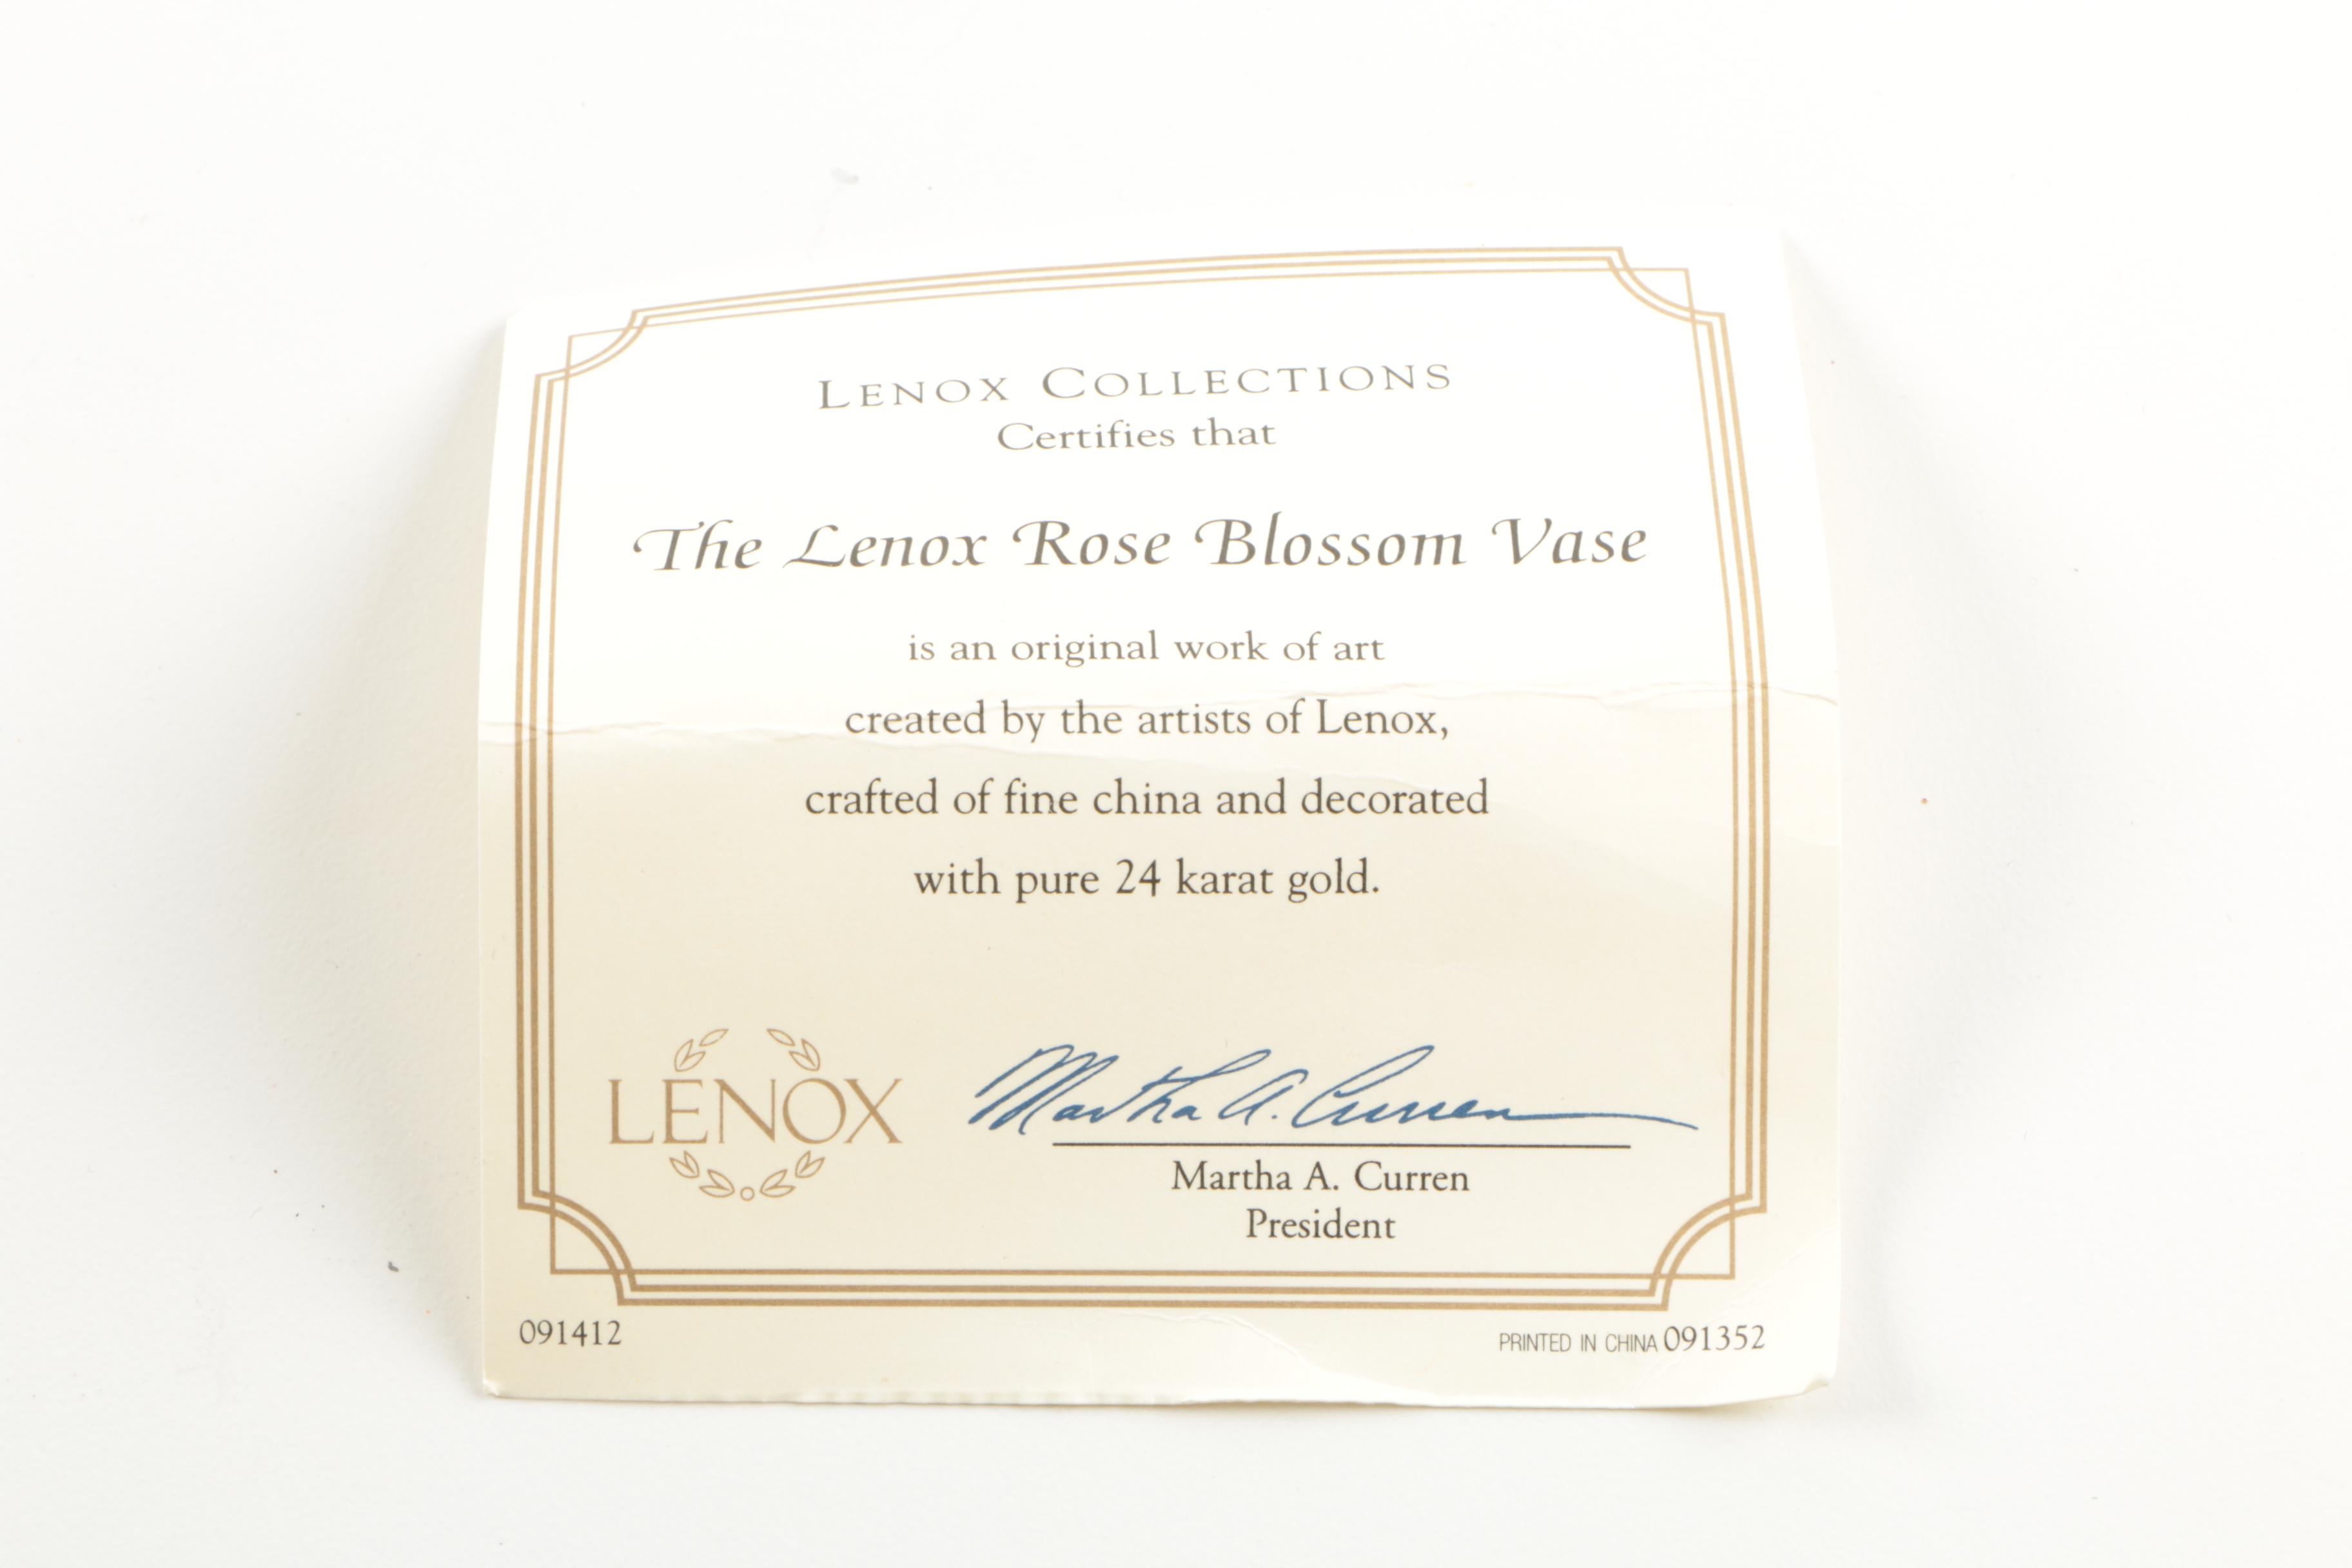 LENOX COLLECTIONS
Certifies that
The Lenox Rose Blossom Vase
is an original work of art
created by the artists of Lenox,
crafted of fine china and decorated
with pure 24 karat gold.
LENOX
Martha A. Curren
Martha A. Curren
President
091412
PRINTED IN CHINA 091352